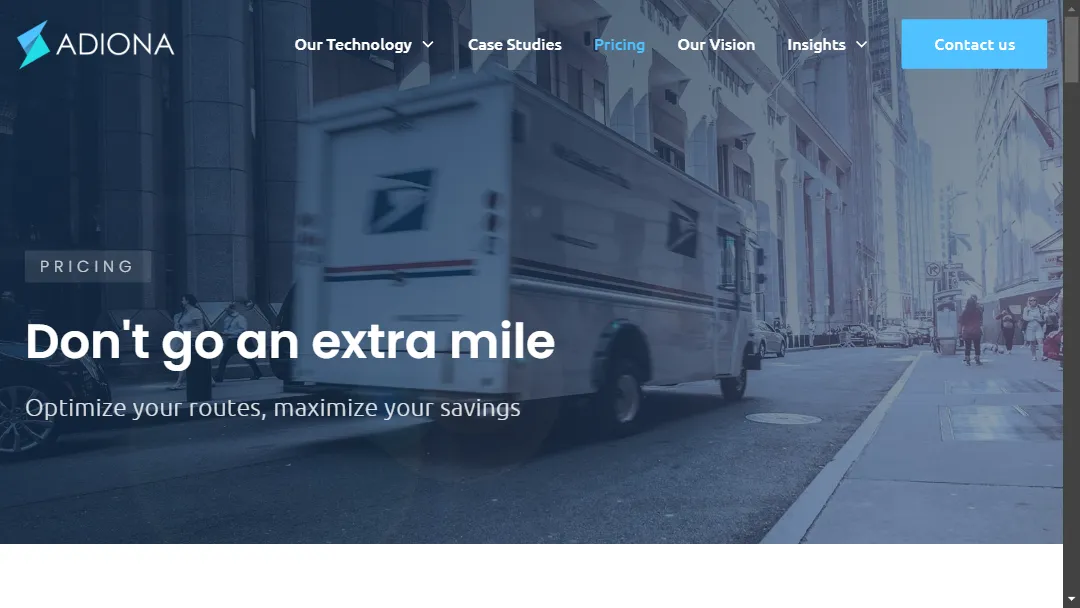 ADIONA
Our Technology
Case Studies
Pricing
Our Vision
Insights
Contact us
PRICING
Don't go an extra mile
Optimize your routes, maximize your savings